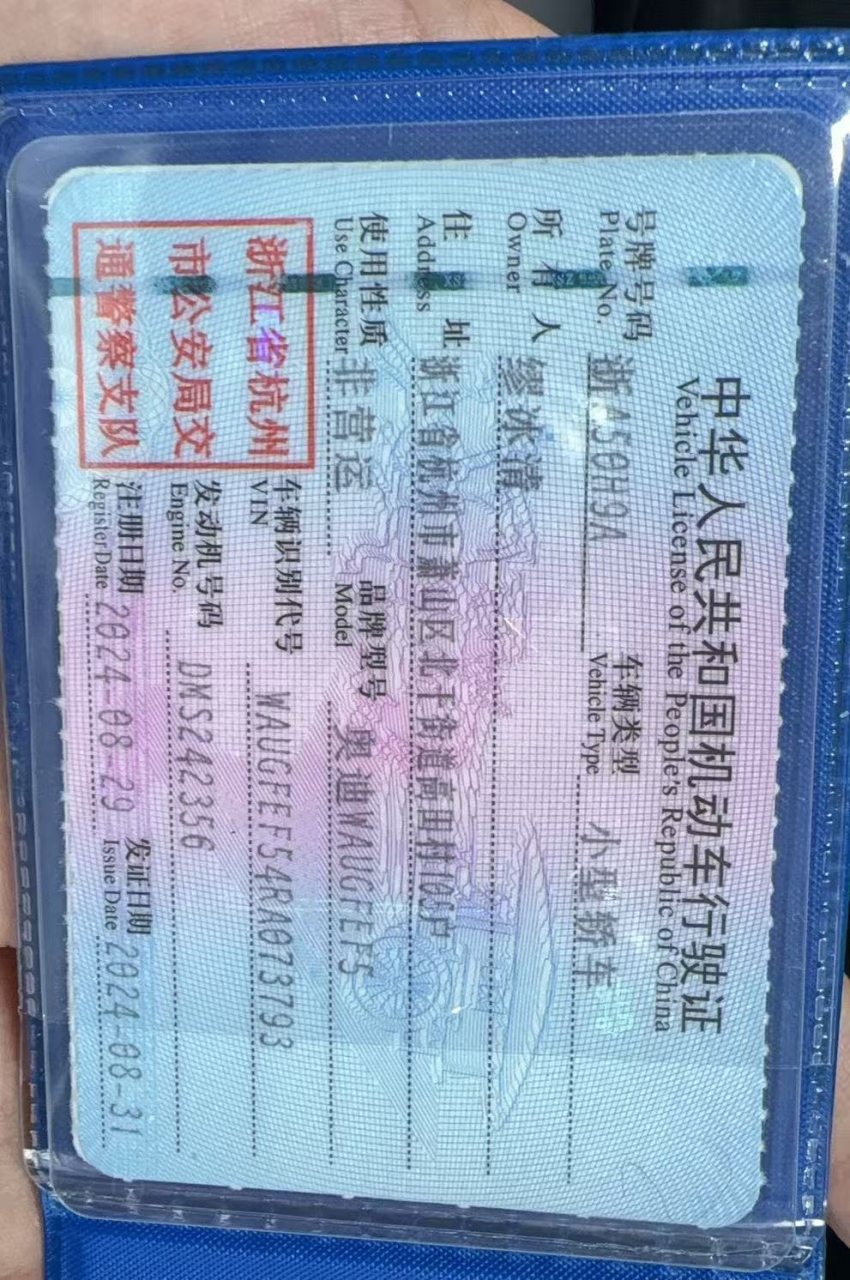 中华人民共和国机动车行驶证
Vehicle License of the People's Republic of China
号牌号码 浙A50H9A 车辆类型 小型轿车
Plate No. Vehicle Type
所有人 缪冰清
Owner
住址 浙江省杭州市萧山区北干街道高田村106户
Address
使用性质 非营运 品牌型号 奥迪WAUGFEF5
Use Character Model
浙江省杭州
市公安局交
通警察支队
车辆识别代号 WAUGFEF54RA073793
VIN
发动机号码 DMS242356
Engine No.
注册日期 2024-08-29 发证日期 2024-08-31
Register Date Issue Date